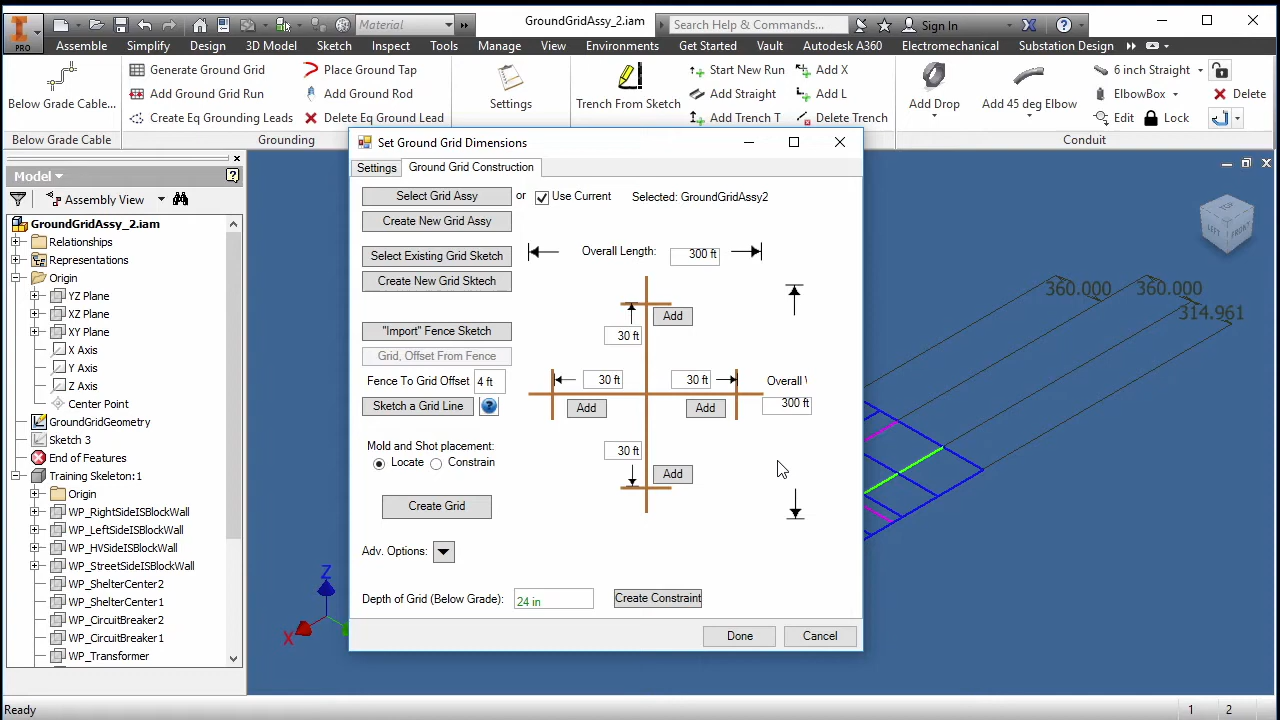 Material
GroundGridAssy_2.iam
Search Help & Commands...
Sign In
PRO
Assemble
Simplify
Design
3D Model
Sketch
Inspect
Tools
Manage
View
Environments
Get Started
Vault
Autodesk A360
Electromechanical
Substation Design
Below Grade Cable...
Generate Ground Grid
Place Ground Tap
Add Ground Grid Run
Add Ground Rod
Create Eq Grounding Leads
Delete Eq Ground Lead
Settings
Trench From Sketch
Start New Run
Add X
Add Straight
Add L
Add Trench T
Delete Trench
Add Drop
Add 45 deg Elbow
6 inch Straight
ElbowBox
Delete
Edit
Lock
Below Grade Cable
Grounding
Conduit
Model
Assembly View
GroundGridAssy_2.iam
Relationships
Representations
Origin
YZ Plane
XZ Plane
XY Plane
X Axis
Y Axis
Z Axis
Center Point
GroundGridGeometry
Sketch 3
End of Features
Training Skeleton:1
Origin
WP_RightSideISBlockWall
WP_LeftSideISBlockWall
WP_HVSideISBlockWall
WP_StreetSideISBlockWall
WP_ShelterCenter2
WP_ShelterCenter1
WP_CircuitBreaker2
WP_CircuitBreaker1
WP_Transformer
Set Ground Grid Dimensions
Settings
Ground Grid Construction
Select Grid Assy
or
Use Current
Selected: GroundGridAssy2
Create New Grid Assy
Select Existing Grid Sketch
Create New Grid Sktech
Overall Length:
300 ft
Add
30 ft
"Import" Fence Sketch
Grid, Offset From Fence
Fence To Grid Offset
4 ft
30 ft
30 ft
Overall
300 ft
Sketch a Grid Line
Add
Add
Mold and Shot placement:
Locate
Constrain
30 ft
Add
Create Grid
Adv. Options:
Depth of Grid (Below Grade):
24 in
Create Constraint
Done
Cancel
360.000
360.000
314.961
TOP
LEFT
FRONT
Z
X
Ready
1
2